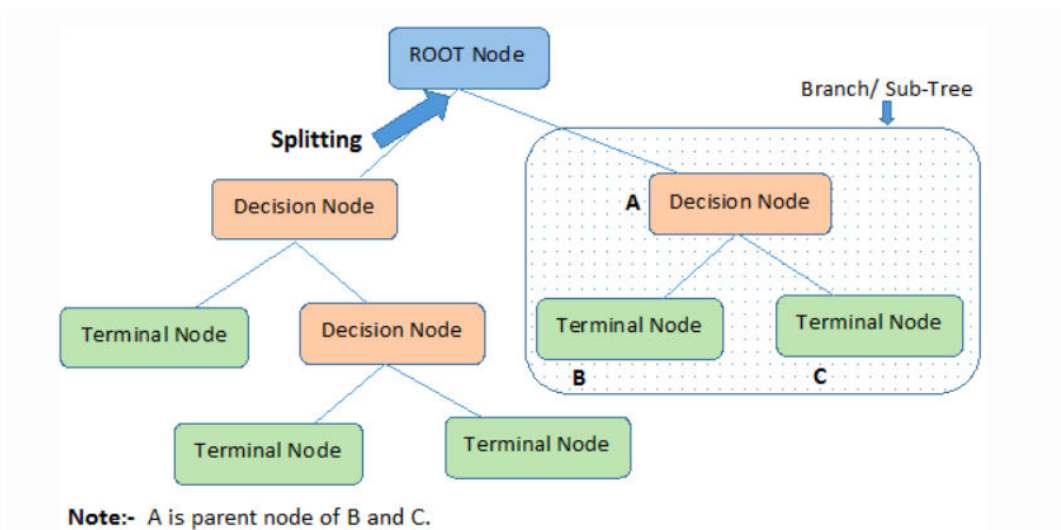 ROOT Node
Branch/ Sub-Tree
Splitting
Decision Node
A
Decision Node
Terminal Node
Decision Node
Terminal Node
Terminal Node
B
C
Terminal Node
Terminal Node
Note:- A is parent node of B and C.